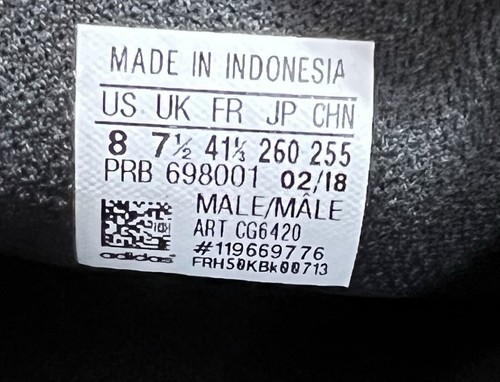 MADE IN INDONESIA
US UK FR JP CHN
8 7½ 41⅓ 260 255
PRB 698001 02/18
MALE/MÂLE
ART CG6420
#119669776
adidas FRH50KBk00713